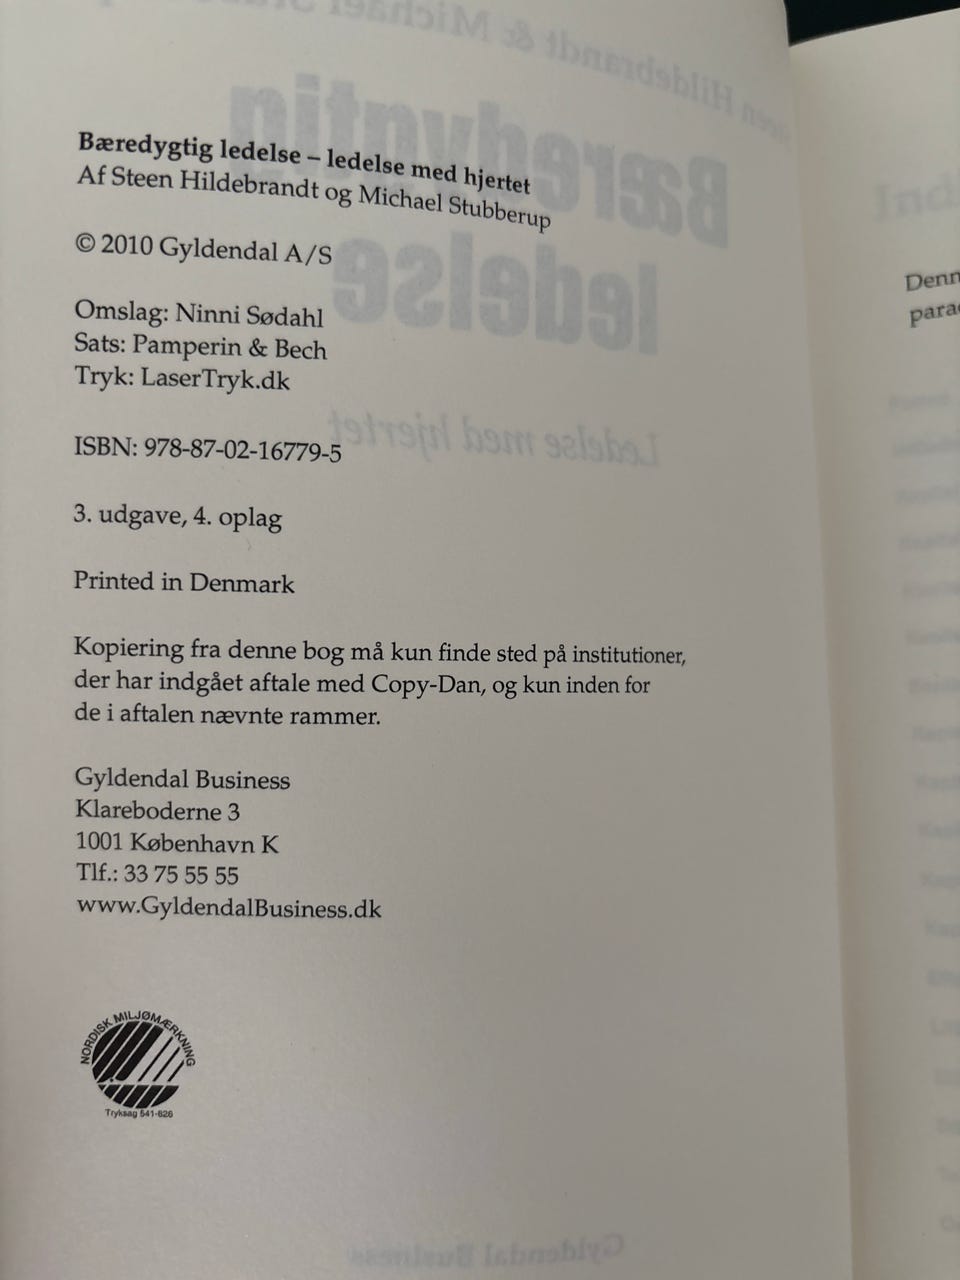 Bæredygtig ledelse – ledelse med hjertet
Af Steen Hildebrandt og Michael Stubberup
© 2010 Gyldendal A/S
Omslag: Ninni Sødahl
Sats: Pamperin & Bech
Tryk: LaserTryk.dk
ISBN: 978-87-02-16779-5
3. udgave, 4. oplag
Printed in Denmark
Kopiering fra denne bog må kun finde sted på institutioner,
der har indgået aftale med Copy-Dan, og kun inden for
de i aftalen nævnte rammer.
Gyldendal Business
Klareboderne 3
1001 København K
Tlf.: 33 75 55 55
www.GyldendalBusiness.dk
NORDISK MILJØMÆRKNING
Tryksag 541-626